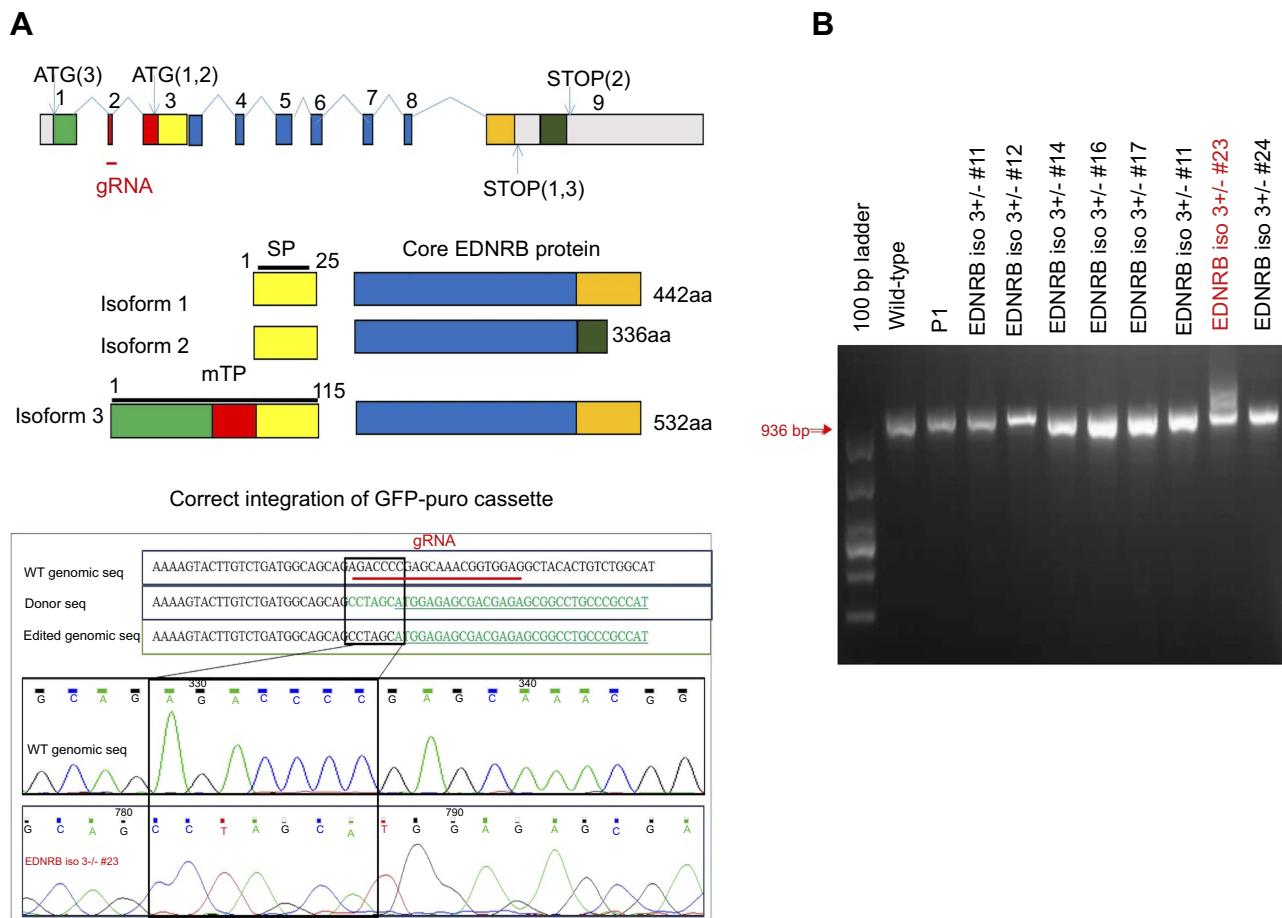 A
ATG(3)
ATG(1,2)
STOP(2)
1
2
3
4
5
6
7
8
9
gRNA
STOP(1,3)
SP
1
25
Core EDNRB protein
Isoform 1
442aa
Isoform 2
336aa
mTP
1
115
Isoform 3
532aa
Correct integration of GFP-puro cassette
gRNA
WT genomic seq
AAAAGTACTTGTCTGATGGCAGCAGAGACCCCGAGCAAACGGTGGAGGCTACACTGTCTGGCAT
Donor seq
AAAAGTACTTGTCTGATGGCAGCAGCCTAGCATGGAGAGCGACGAGAGCGGCCTGCCCGCCAT
Edited genomic seq
AAAAGTACTTGTCTGATGGCAGCAGCCTAGCATGGAGAGCGACGAGAGCGGCCTGCCCGCCAT
330
340
G C A G A G A C C C C G A G C A A A C G G
WT genomic seq
780
790
G C A G C C T A G C A T G G A G A G C G A
EDNRB iso 3-/- #23
B
100 bp ladder
Wild-type
P1
EDNRB iso 3+/- #11
EDNRB iso 3+/- #12
EDNRB iso 3+/- #14
EDNRB iso 3+/- #16
EDNRB iso 3+/- #17
EDNRB iso 3+/- #11
EDNRB iso 3+/- #23
EDNRB iso 3+/- #24
936 bp